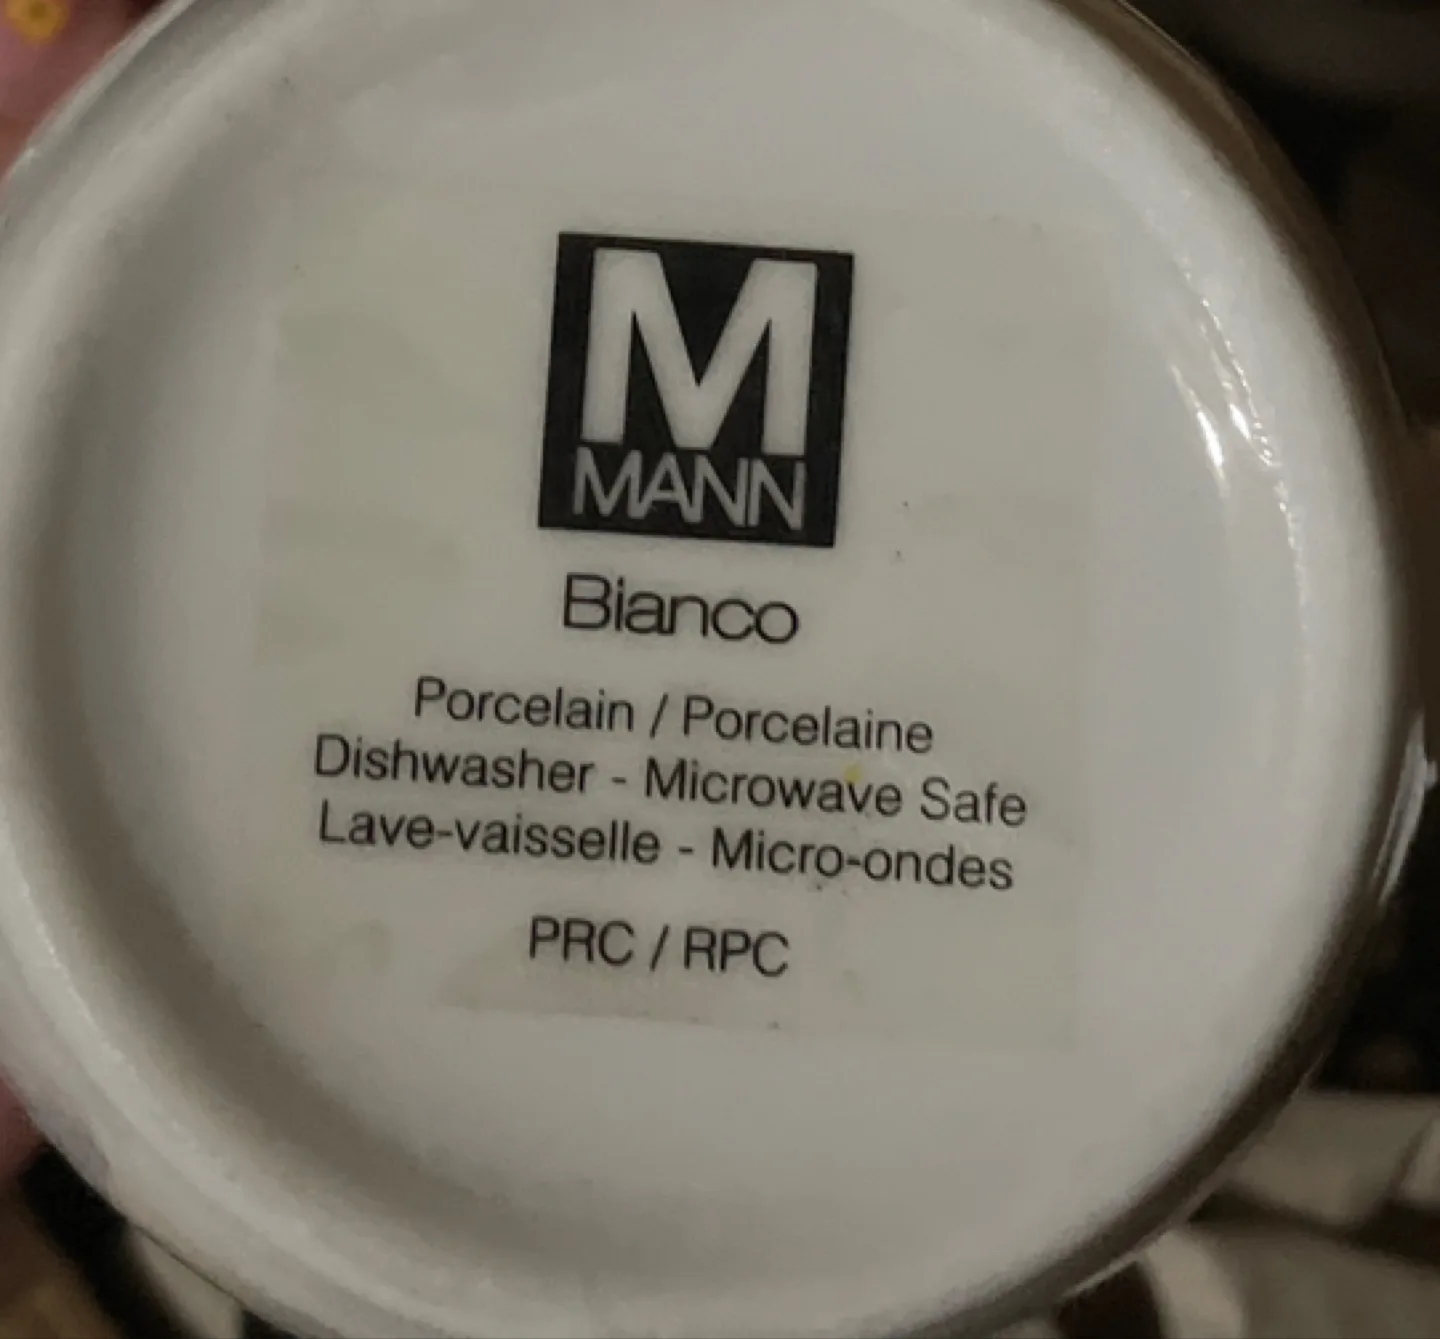 M
MANN
Bianco
Porcelain / Porcelaine
Dishwasher - Microwave Safe
Lave-vaisselle - Micro-ondes
PRC / RPC